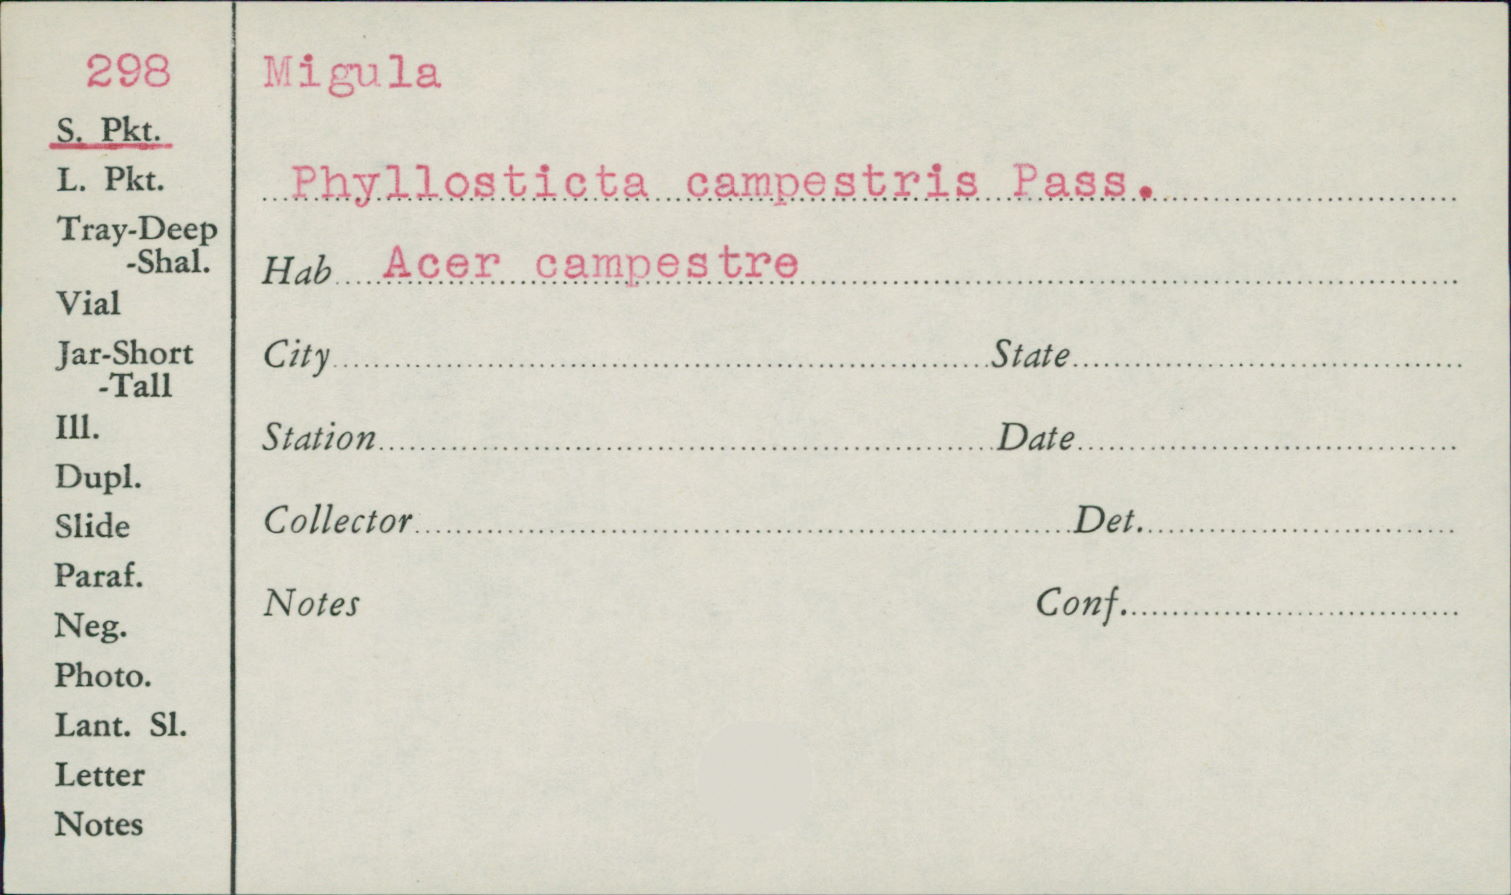 298
S. Pkt.
L. Pkt.
Tray-Deep
-Shal.
Vial
Jar-Short
-Tall
Ill.
Dupl.
Slide
Paraf.
Neg.
Photo.
Lant. Sl.
Letter
Notes
Migula
Phyllosticta campestris Pass.
Hab Acer campestre
City State
Station Date
Collector Det.
Notes Conf.